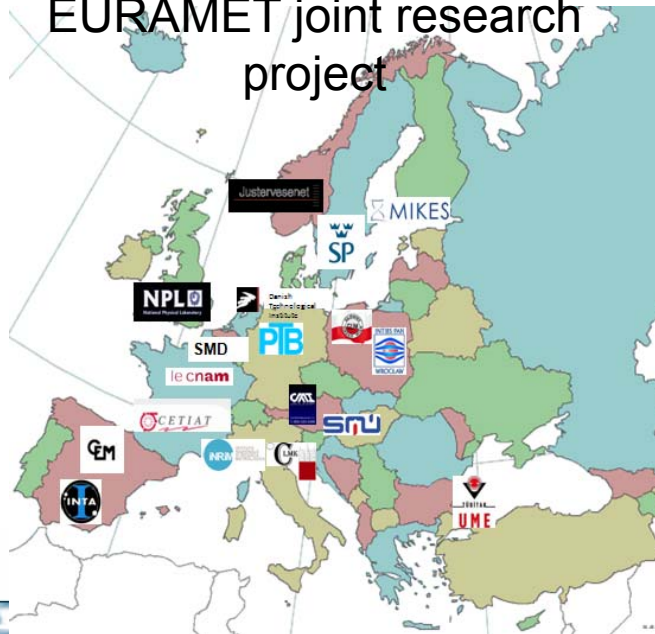 EURAMET joint research
project
Justervesenet
MIKES
SP
NPL
National Physical Laboratory
Danish
Technological
Institute
PTB
SMD
INTiBS PAN
WROCŁAW
le cnam
CETIAT
SMU
INRiM
LMK
CEM
INTA
TÜBİTAK
UME